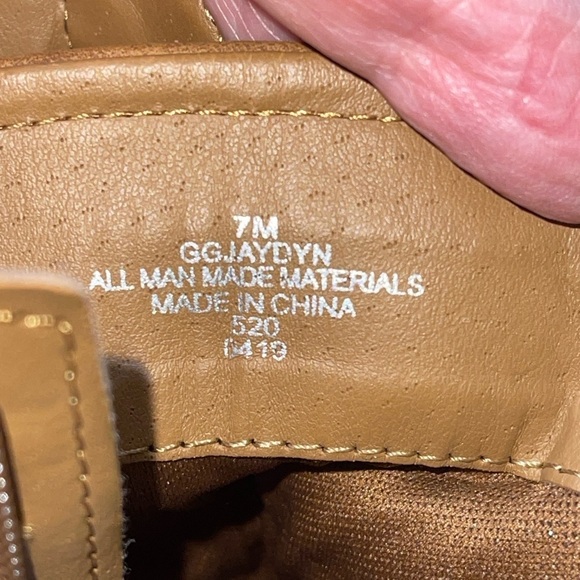 7M
GGJAYDYN
ALL MAN MADE MATERIALS
MADE IN CHINA
520
0419